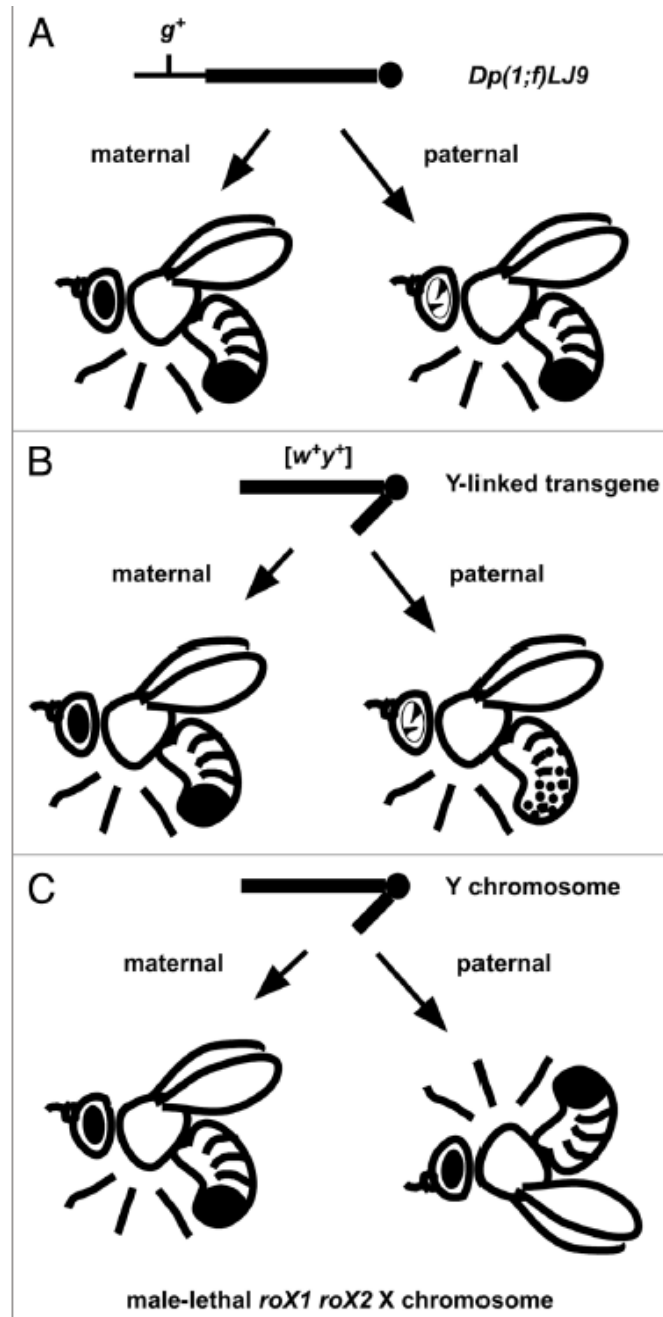 A
g+
Dp(1;f)LJ9
maternal
paternal
B
[w+y+]
Y-linked transgene
maternal
paternal
C
Y chromosome
maternal
paternal
male-lethal roX1 roX2 X chromosome